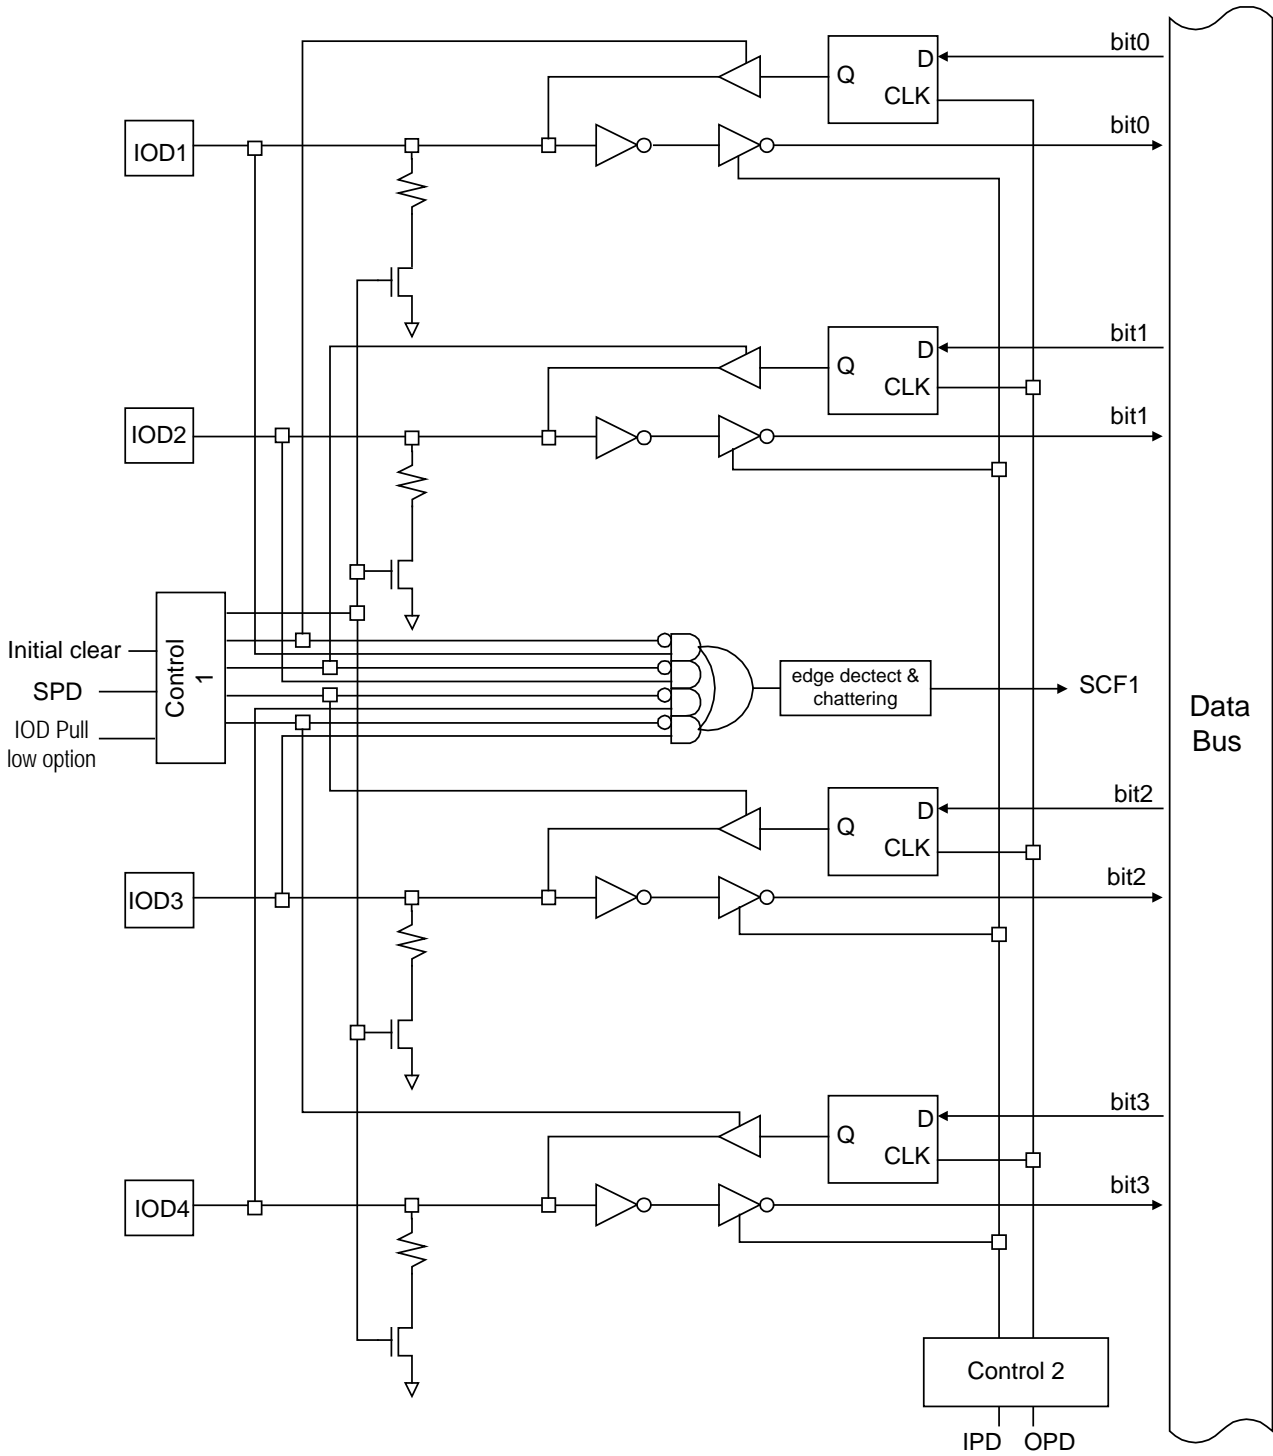 bit0
D
Q
CLK
bit0
IOD1
bit1
D
Q
CLK
bit1
IOD2
Initial clear
SPD
IOD Pull
low option
Control
1
edge dectect &
chattering
SCF1
Data
Bus
bit2
D
Q
CLK
bit2
IOD3
bit3
D
Q
CLK
bit3
IOD4
Control 2
IPD
OPD